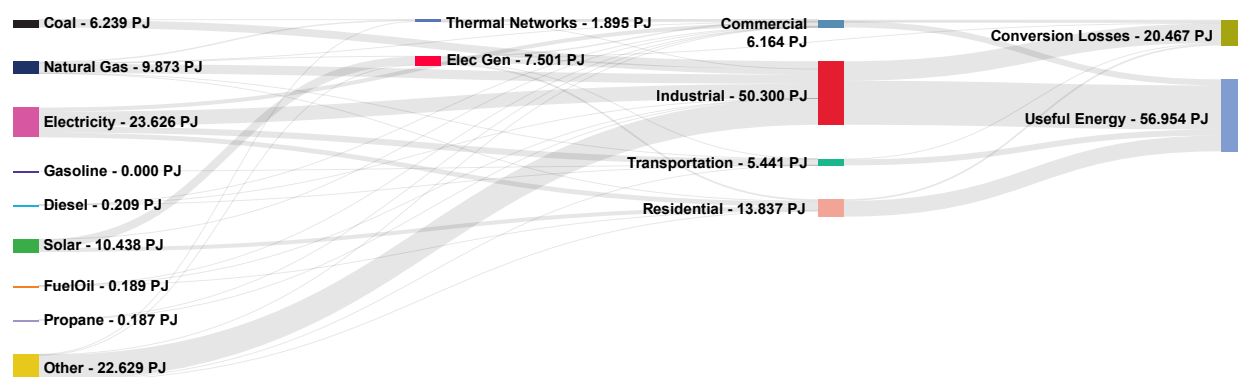 Coal - 6.239 PJ
Natural Gas - 9.873 PJ
Electricity - 23.626 PJ
Gasoline - 0.000 PJ
Diesel - 0.209 PJ
Solar - 10.438 PJ
FuelOil - 0.189 PJ
Propane - 0.187 PJ
Other - 22.629 PJ
Thermal Networks - 1.895 PJ
Elec Gen - 7.501 PJ
Commercial
6.164 PJ
Industrial - 50.300 PJ
Transportation - 5.441 PJ
Residential - 13.837 PJ
Conversion Losses - 20.467 PJ
Useful Energy - 56.954 PJ